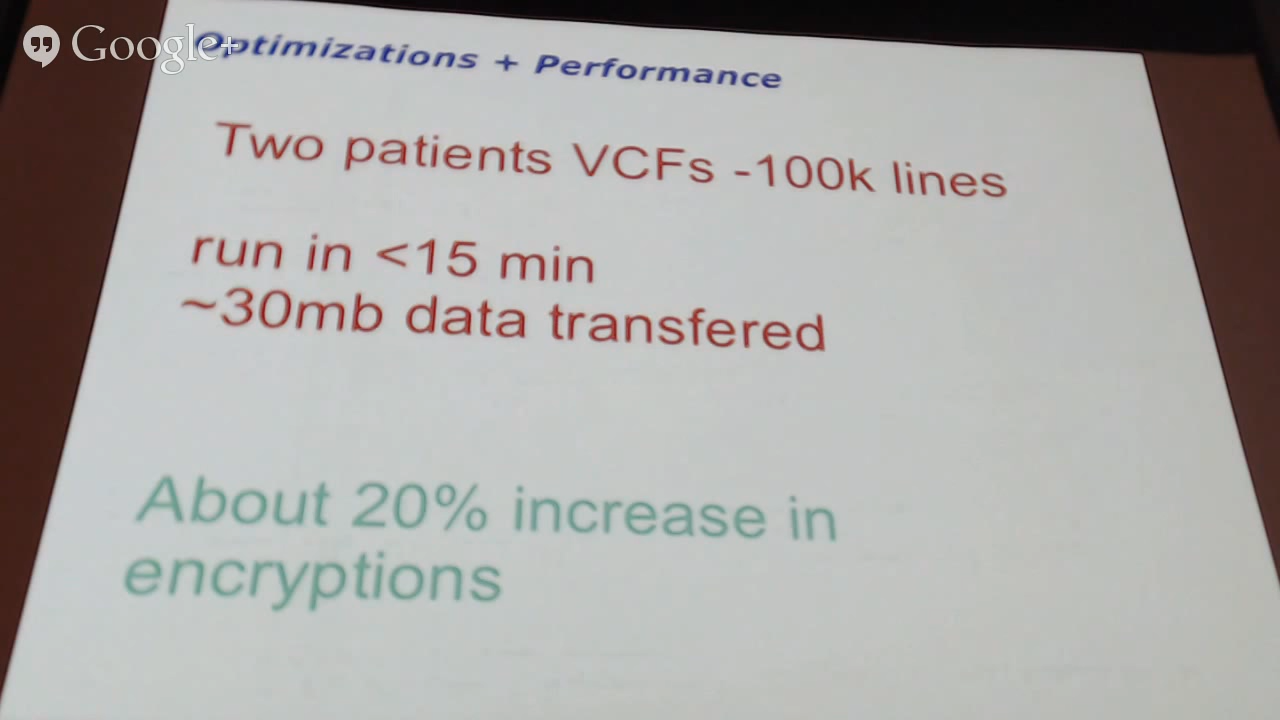 Google+
Optimizations + Performance
Two patients VCFs -100k lines
run in <15 min
~30mb data transfered
About 20% increase in
encryptions